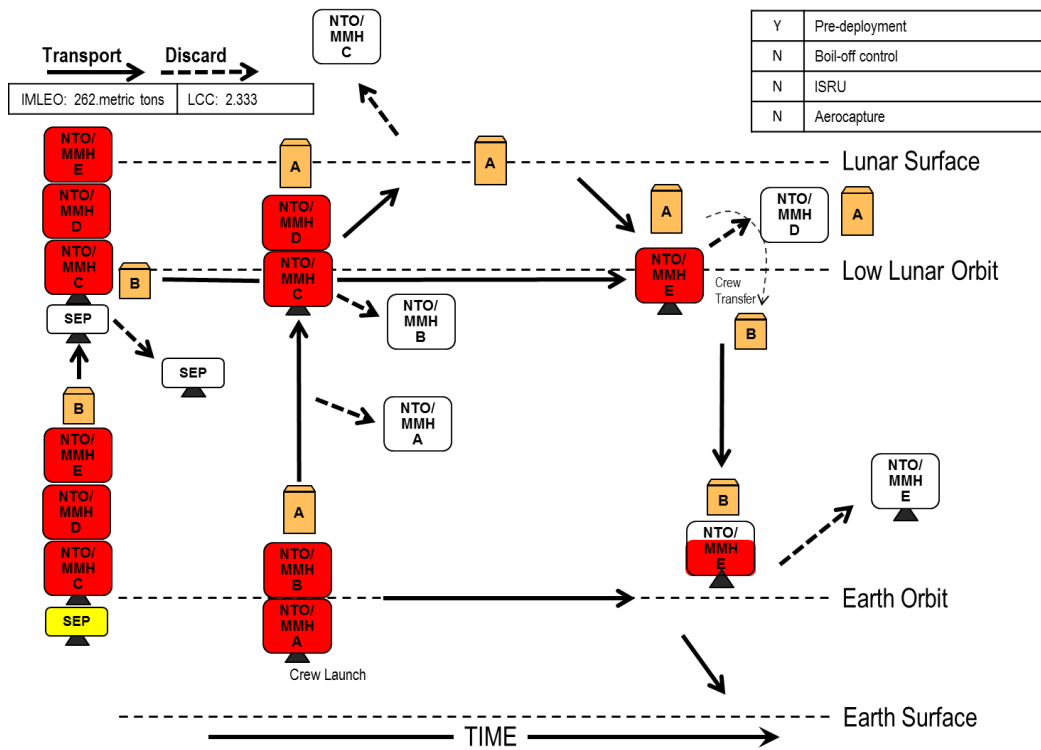 NTO/
MMH
C
Transport
Discard
IMLEO:  262.metric tons
LCC:  2.333
Y
Pre-deployment
N
Boil-off control
N
ISRU
N
Aerocapture
NTO/
MMH
E
NTO/
MMH
D
NTO/
MMH
C
B
SEP
SEP
B
NTO/
MMH
E
NTO/
MMH
D
NTO/
MMH
C
SEP
A
NTO/
MMH
D
NTO/
MMH
C
NTO/
MMH
B
NTO/
MMH
A
A
NTO/
MMH
B
NTO/
MMH
A
Crew Launch
A
A
NTO/
MMH
E
NTO/
MMH
D
A
Crew
Transfer
B
B
NTO/
MMH
E
NTO/
MMH
E
Lunar Surface
Low Lunar Orbit
Earth Orbit
Earth Surface
TIME